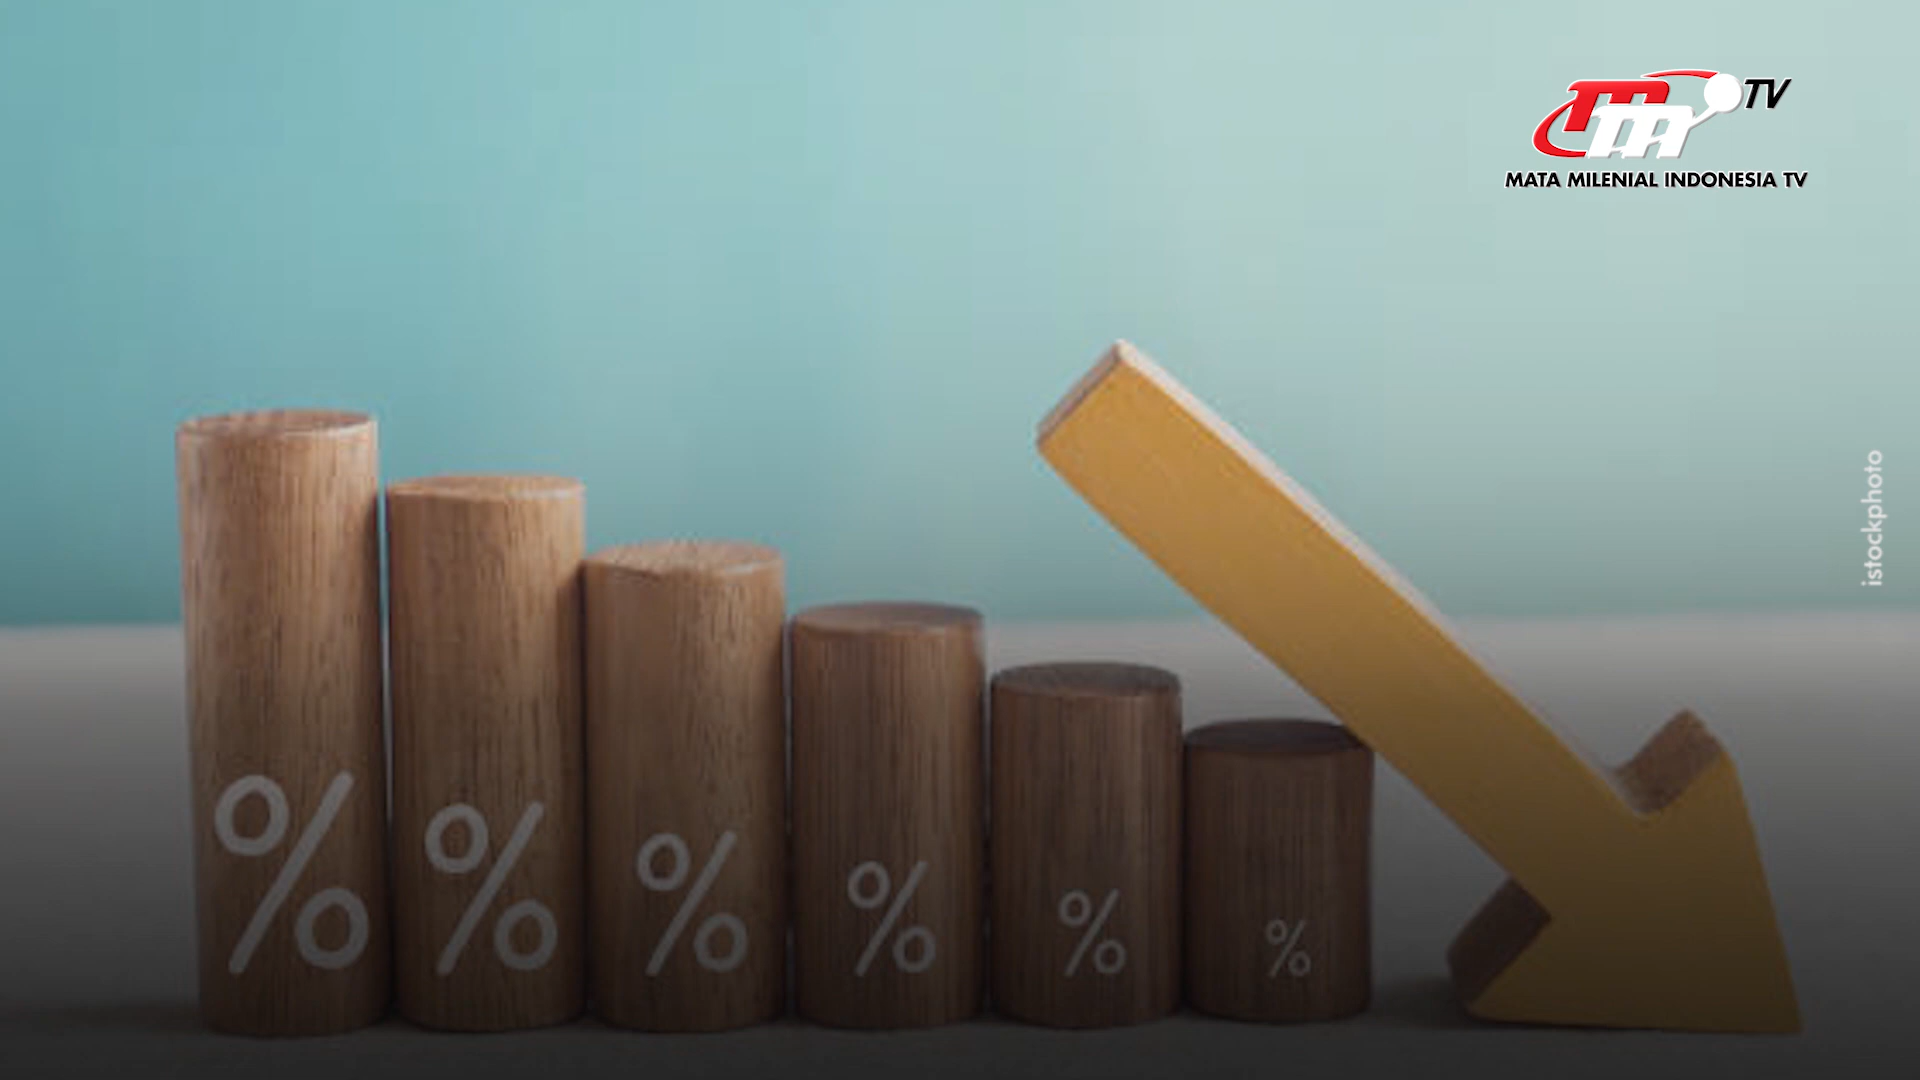 TV
MATA MILENIAL INDONESIA TV
istockphoto
%
%
%
%
%
%